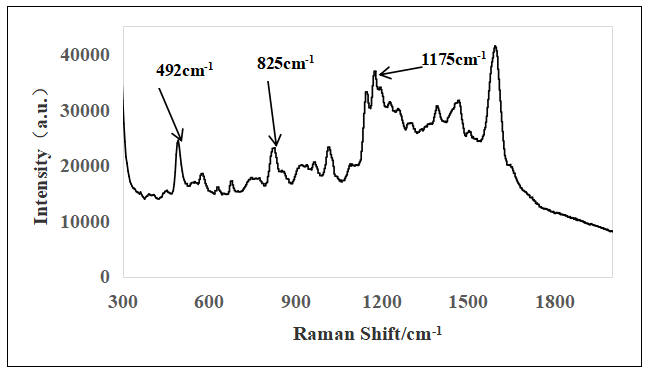 40000
30000
20000
10000
0
Intensity（a.u.）
492cm-1
825cm-1
1175cm-1
300 600 900 1200 1500 1800
Raman Shift/cm-1